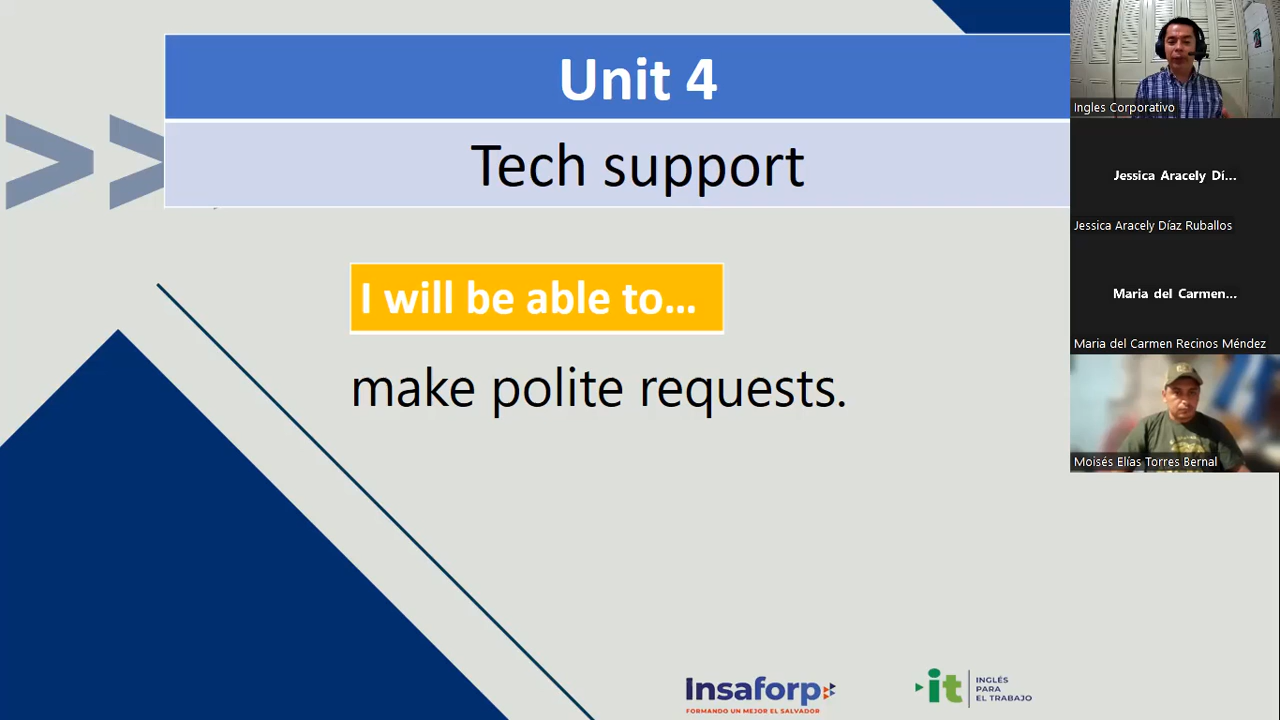 Unit 4
Tech support
I will be able to...
make polite requests.
Insaforp
FORMANDO UN MEJOR EL SALVADOR
it
INGLÉS
PARA
EL TRABAJO
Ingles Corporativo
Jessica Aracely Dí...
Jessica Aracely Díaz Ruballos
Maria del Carmen...
Maria del Carmen Recinos Méndez
Moisés Elías Torres Bernal